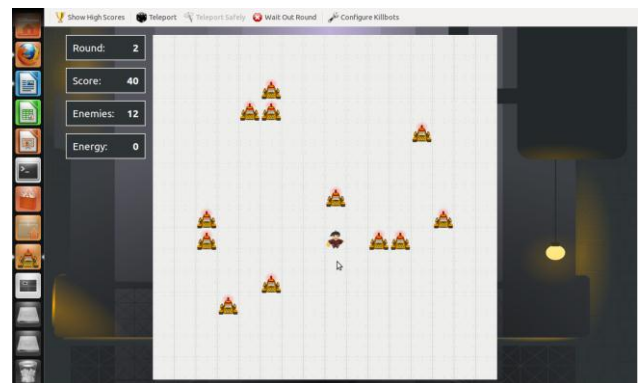 Show High Scores Teleport Teleport Safely Wait Out Round Configure Killbots
Round: 2
Score: 40
Enemies: 12
Energy: 0